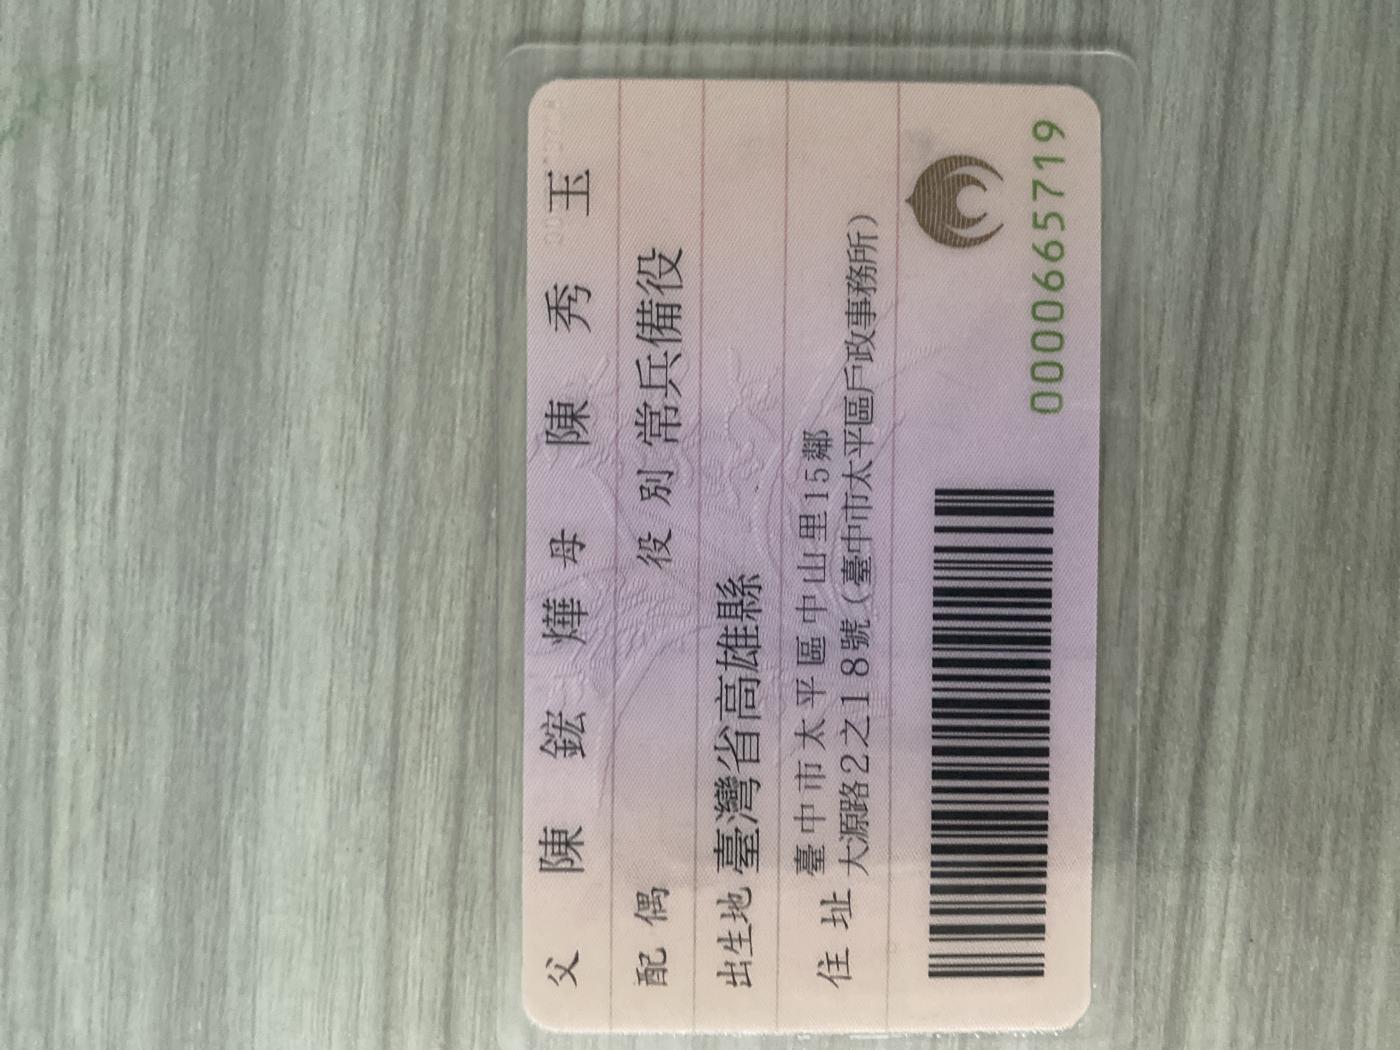 父 陳鋐燁 母 陳秀玉
配偶 役別 常兵備役
出生地 臺灣省高雄縣
住址 臺中市太平區中山里15鄰
大源路2之18號(臺中市太平區戶政事務所)
0000665719